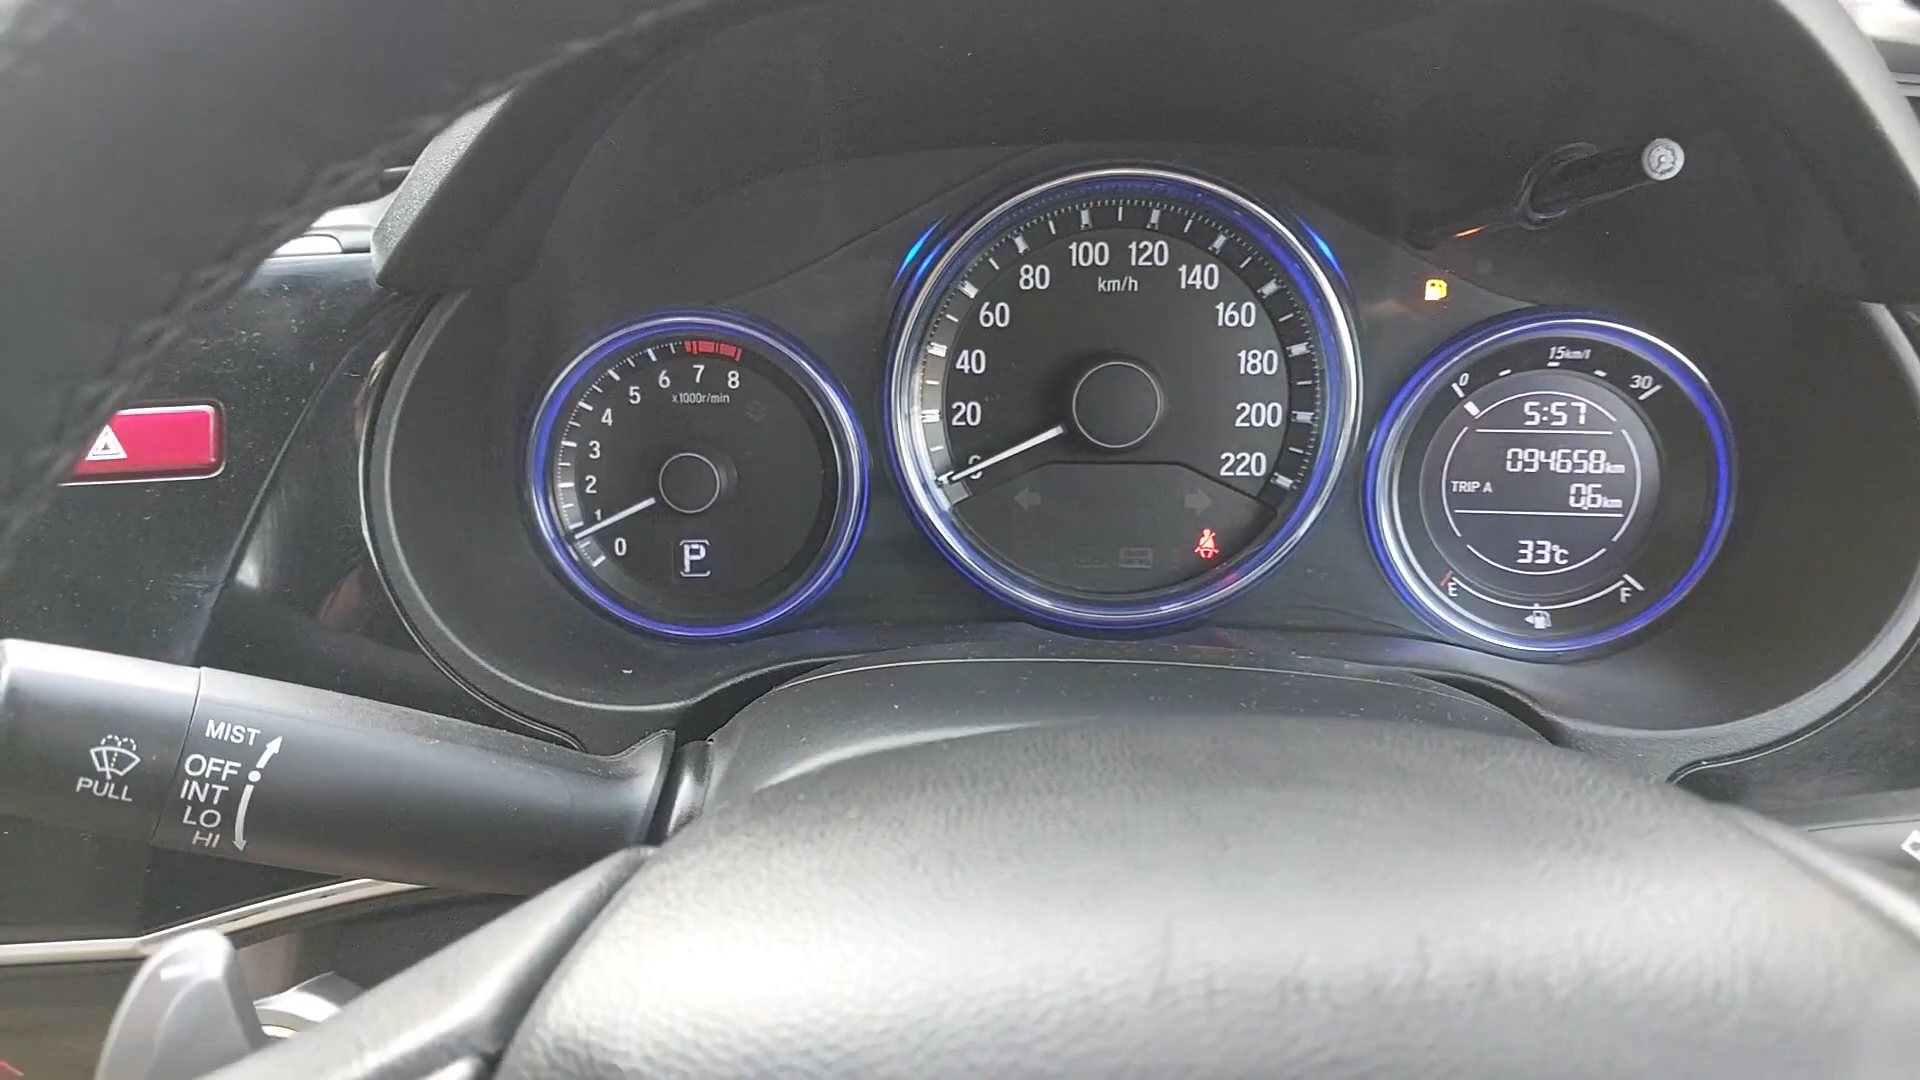 0
1
2
3
4
5
6
7
8
x1000r/min
P
20
40
60
80
100
120
140
160
180
200
220
km/h
0
15km/l
30
5:57
094658km
TRIP A
0.6km
33℃
E
F
MIST
OFF
INT
LO
HI
PULL